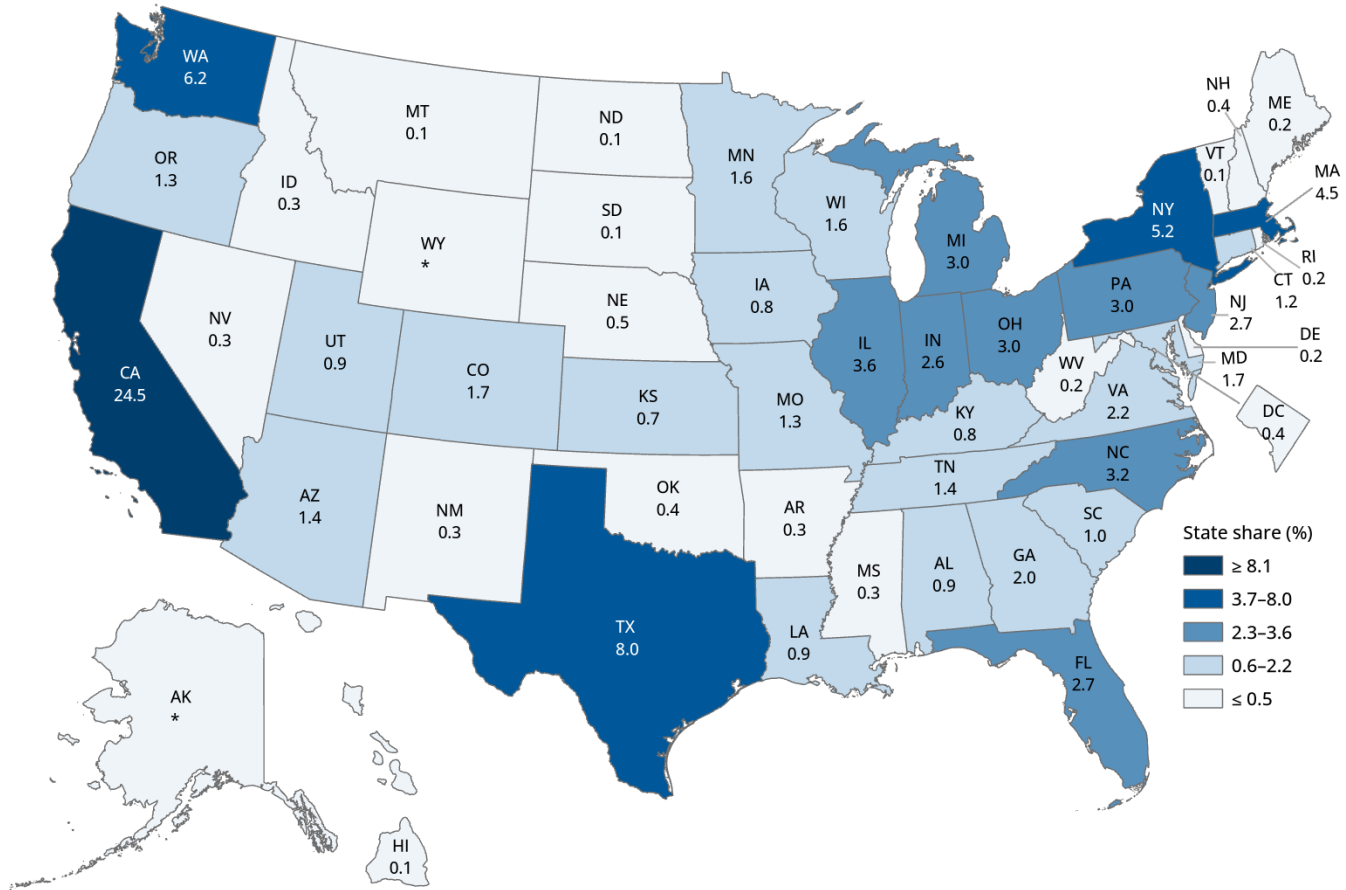 WA
6.2
OR
1.3
CA
24.5
ID
0.3
NV
0.3
MT
0.1
WY
*
UT
0.9
CO
1.7
AZ
1.4
NM
0.3
ND
0.1
SD
0.1
NE
0.5
KS
0.7
OK
0.4
TX
8.0
MN
1.6
IA
0.8
MO
1.3
AR
0.3
LA
0.9
WI
1.6
IL
3.6
MI
3.0
IN
2.6
OH
3.0
KY
0.8
TN
1.4
MS
0.3
AL
0.9
GA
2.0
FL
2.7
SC
1.0
NC
3.2
VA
2.2
WV
0.2
PA
3.0
NY
5.2
VT
0.1
NH
0.4
ME
0.2
MA
4.5
RI
0.2
CT
1.2
NJ
2.7
DE
0.2
MD
1.7
DC
0.4
AK
*
HI
0.1
State share (%)
≥ 8.1
3.7–8.0
2.3–3.6
0.6–2.2
≤ 0.5